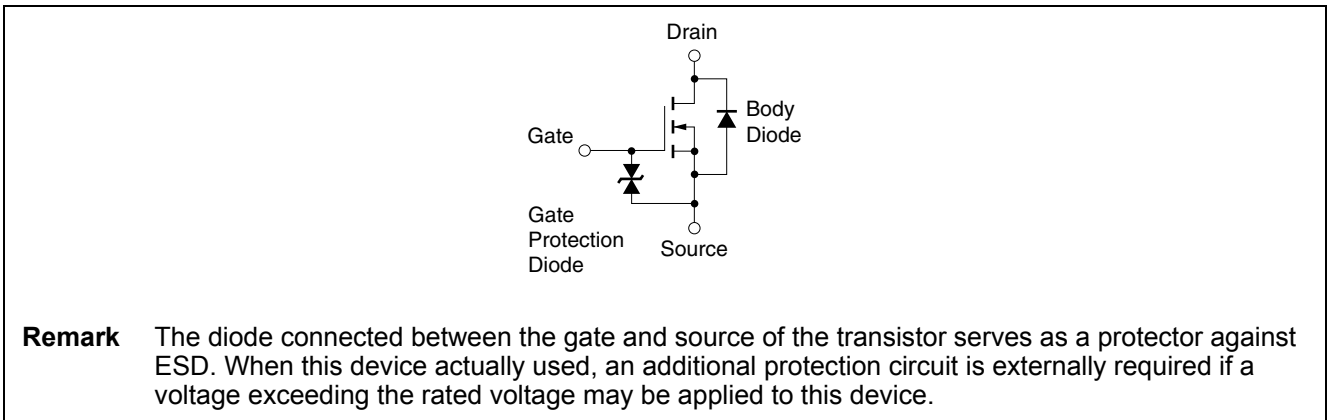 Drain
Body
Diode
Gate
Gate
Protection
Diode
Source
Remark The diode connected between the gate and source of the transistor serves as a protector against
ESD. When this device actually used, an additional protection circuit is externally required if a
voltage exceeding the rated voltage may be applied to this device.